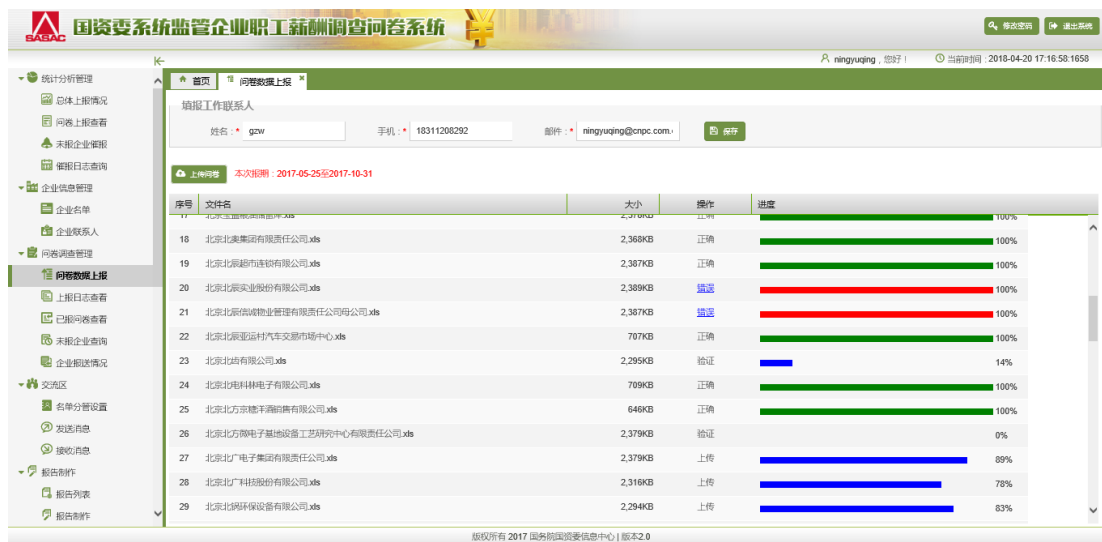 SASAC 国资委系统监管企业职工薪酬调查问卷系统 修改密码 退出系统
ningyuqing，您好！ 当前时间：2018-04-20 17:16:58:1658
统计分析管理
总体上报情况
问卷上报查看
未报企业催报
催报日志查询
企业信息管理
企业名单
企业联系人
问卷调查管理
问卷数据上报
上报日志查看
已报问卷查看
未报企业查询
企业报送情况
交流区
名单分管设置
发送消息
接收消息
报告制作
报告列表
报告制作
首页 问卷数据上报
填报工作联系人
姓名：* gzw 手机：* 18311208292 邮件：* ningyuqing@cnpc.com. 保存
上传问卷 本次报期：2017-05-25至2017-10-31
序号 文件名 大小 操作 进度
17 .xls 2,378KB 正确 100%
18 北京北奥集团有限责任公司.xls 2,368KB 正确 100%
19 北京北辰超市连锁有限公司.xls 2,387KB 正确 100%
20 北京北辰实业股份有限公司.xls 2,389KB 错误 100%
21 北京北辰信诚物业管理有限责任公司母公司.xls 2,387KB 错误 100%
22 北京北辰亚运村汽车交易市场中心.xls 707KB 正确 100%
23 北京北齿有限公司.xls 2,295KB 验证 14%
24 北京北电科林电子有限公司.xls 709KB 正确 100%
25 北京北方京糖洋酒销售有限公司.xls 646KB 正确 100%
26 北京北方微电子基地设备工艺研究中心有限责任公司.xls 2,379KB 验证 0%
27 北京北广电子集团有限责任公司.xls 2,379KB 上传 89%
28 北京北广科技股份有限公司.xls 2,316KB 上传 78%
29 北京北锅环保设备有限公司.xls 2,294KB 上传 83%
版权所有 2017 国务院国资委信息中心 | 版本2.0